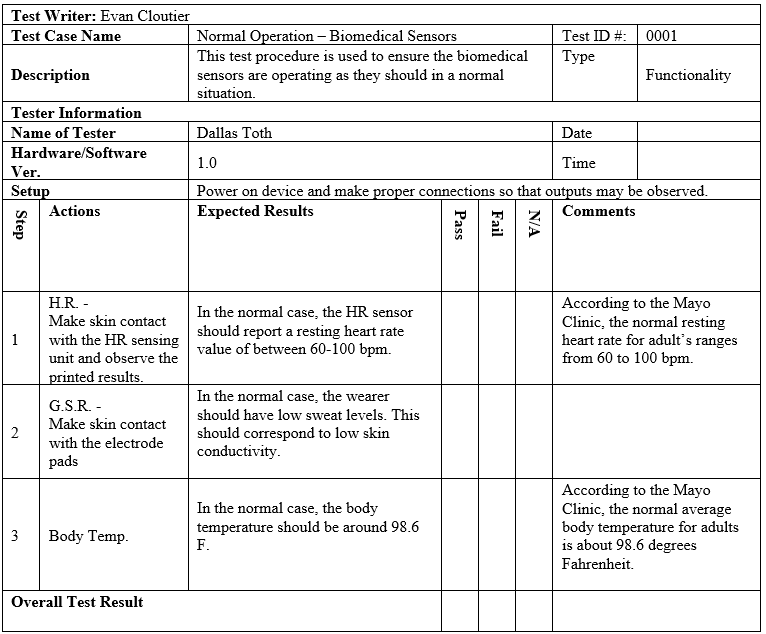 Test Writer: Evan Cloutier
Test Case Name
Normal Operation – Biomedical Sensors
Test ID #:
0001
Description
This test procedure is used to ensure the biomedical
sensors are operating as they should in a normal
situation.
Type
Functionality
Tester Information
Name of Tester
Dallas Toth
Date
Hardware/Software
Ver.
1.0
Time
Setup
Power on device and make proper connections so that outputs may be observed.
Step
Actions
Expected Results
Pass
Fail
N/A
Comments
1
H.R. -
Make skin contact
with the HR sensing
unit and observe the
printed results.
In the normal case, the HR sensor
should report a resting heart rate
value of between 60-100 bpm.
According to the Mayo
Clinic, the normal resting
heart rate for adult’s ranges
from 60 to 100 bpm.
2
G.S.R. -
Make skin contact
with the electrode
pads
In the normal case, the wearer
should have low sweat levels. This
should correspond to low skin
conductivity.
3
Body Temp.
In the normal case, the body
temperature should be around 98.6
F.
According to the Mayo
Clinic, the normal average
body temperature for adults
is about 98.6 degrees
Fahrenheit.
Overall Test Result